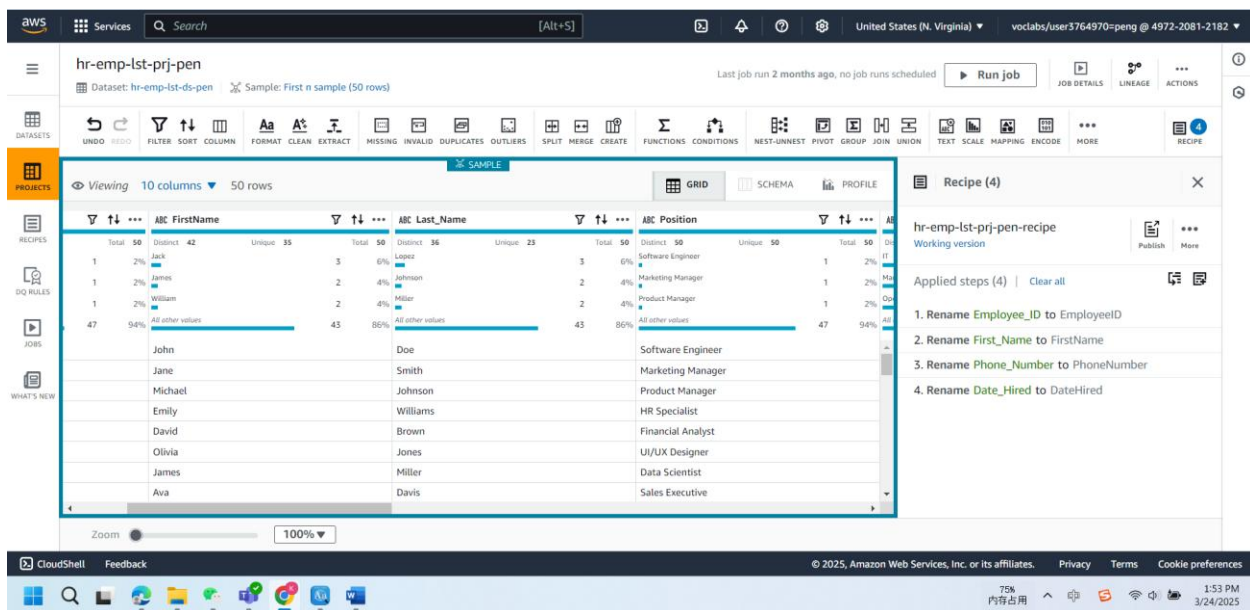 aws Services Search [Alt+S] United States (N. Virginia) ▼ voclabs/user3764970=peng @ 4972-2081-2182 ▼
hr-emp-lst-prj-pen
Dataset: hr-emp-lst-ds-pen Sample: First n sample (50 rows)
Last job run 2 months ago, no job runs scheduled Run job JOB DETAILS LINEAGE ACTIONS
DATASETS
PROJECTS
RECIPES
DQ RULES
JOBS
WHAT'S NEW
UNDO REDO FILTER SORT COLUMN FORMAT CLEAN EXTRACT MISSING INVALID DUPLICATES OUTLIERS SPLIT MERGE CREATE FUNCTIONS CONDITIONS NEST-UNNEST PIVOT GROUP JOIN UNION TEXT SCALE MAPPING ENCODE MORE 4 RECIPE
SAMPLE
Viewing 10 columns ▼ 50 rows GRID SCHEMA PROFILE
ABC FirstName ABC Last_Name ABC Position
Total 50 Distinct 42 Unique 35 Total 50 Distinct 36 Unique 23 Total 50 Distinct 50 Unique 50 Total 50
1 2% Jack 3 6% Lopez 3 6% Software Engineer 1 2% IT
1 2% James 2 4% Johnson 2 4% Marketing Manager 1 2%
1 2% William 2 4% Miller 2 4% Product Manager 1 2%
47 94% All other values 43 86% All other values 43 86% All other values 47 94%
John Doe Software Engineer
Jane Smith Marketing Manager
Michael Johnson Product Manager
Emily Williams HR Specialist
David Brown Financial Analyst
Olivia Jones UI/UX Designer
James Miller Data Scientist
Ava Davis Sales Executive
Zoom 100% ▼
Recipe (4)
hr-emp-lst-prj-pen-recipe
Working version
Publish More
Applied steps (4) | Clear all
1. Rename Employee_ID to EmployeeID
2. Rename First_Name to FirstName
3. Rename Phone_Number to PhoneNumber
4. Rename Date_Hired to DateHired
CloudShell Feedback © 2025, Amazon Web Services, Inc. or its affiliates. Privacy Terms Cookie preferences
75%
内存占用
1:53 PM
3/24/2025